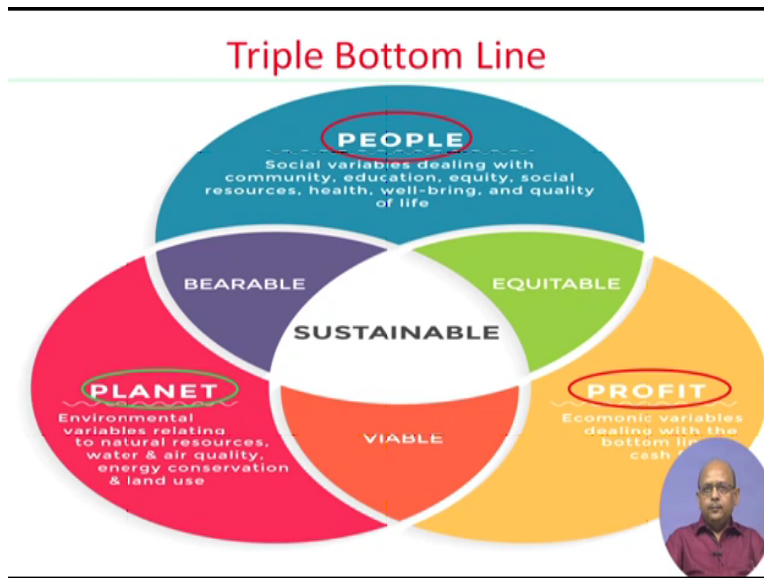 Triple Bottom Line
PEOPLE
Social variables dealing with
community, education, equity, social
resources, health, well-bring, and quality
of life
BEARABLE
EQUITABLE
SUSTAINABLE
PLANET
Environmental
variables relating
to natural resources,
water & air quality,
energy conservation
& land use
PROFIT
Ecomonic variables
dealing with the
bottom
cash
VIABLE